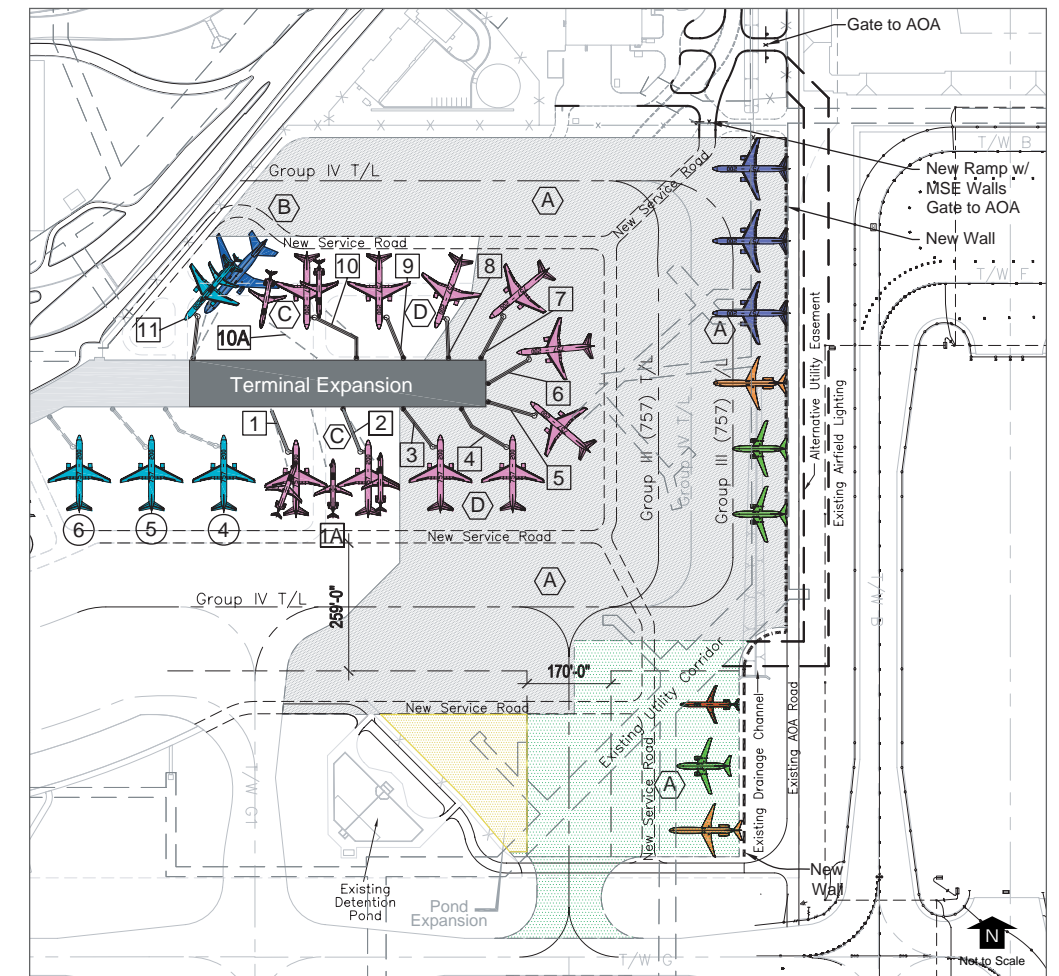 Gate to AOA
T/W B
New Ramp w/
MSE Walls
Gate to AOA
New Wall
T/W F
Group IV T/L
A
B
New Service Road
New Service Road
10
9
8
7
C
D
11
10A
A
Terminal Expansion
6
1
C
2
3
4
5
D
6
5
4
1A
New Service Road
Group III (757) T/L
Group IV T/L
Group III (757) T/L
Alternative Utility Easement
Existing Airfield Lighting
A
Group IV T/L
259'-0"
170'-0"
T/W B
Existing Utility Corridor
New Service Road
New Service Road
A
Existing Drainage Channel
Existing AOA Road
T/W G1
New
Wall
Existing
Detention
Pond
Pond
Expansion
T/W G
N
Not to Scale